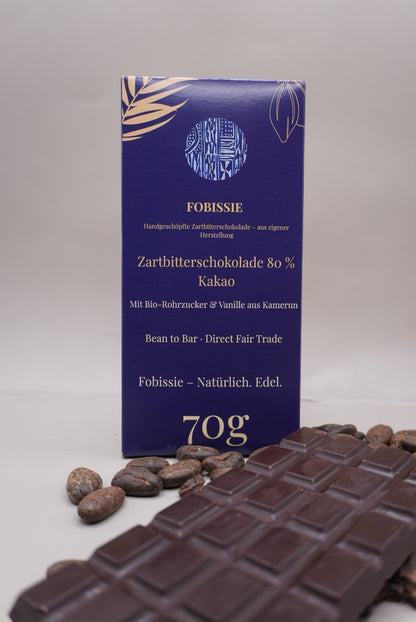 FOBISSIE
Handgeschöpfte Zartbitterschokolade – aus eigener
Herstellung
Zartbitterschokolade 80 %
Kakao
Mit Bio-Rohrzucker & Vanille aus Kamerun
Bean to Bar · Direct Fair Trade
Fobissie – Natürlich. Edel.
70g